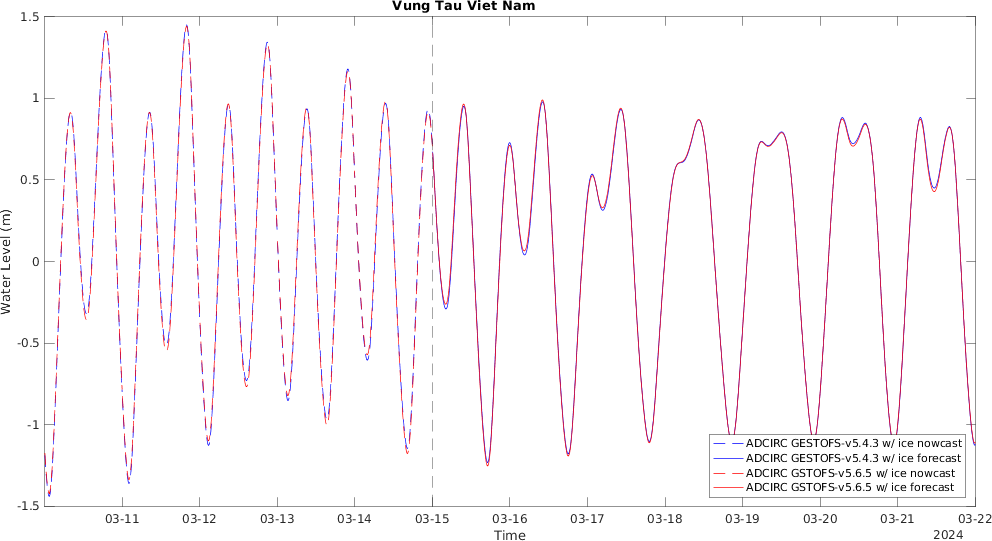 Vung Tau Viet Nam
1.5
1
0.5
0
-0.5
-1
-1.5
Water Level (m)
ADCIRC GESTOFS-v5.4.3 w/ ice nowcast
ADCIRC GESTOFS-v5.4.3 w/ ice forecast
ADCIRC GSTOFS-v5.6.5 w/ ice nowcast
ADCIRC GSTOFS-v5.6.5 w/ ice forecast
03-11 03-12 03-13 03-14 03-15 03-16 03-17 03-18 03-19 03-20 03-21 03-22
Time
2024